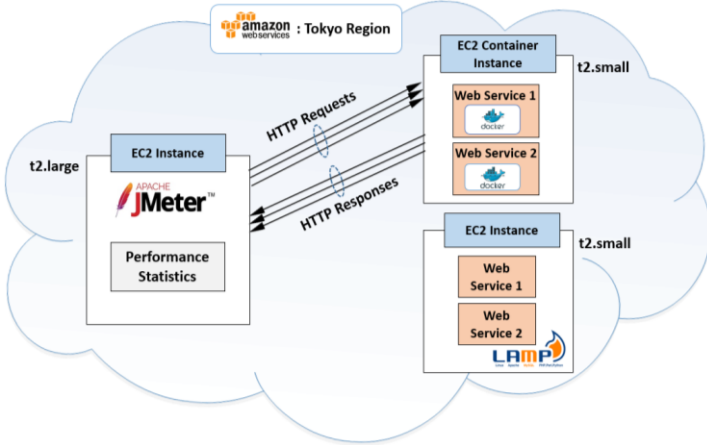 amazon
web services
: Tokyo Region
EC2 Container
Instance
t2.small
Web Service 1
docker
Web Service 2
docker
HTTP Requests
HTTP Responses
EC2 Instance
t2.large
APACHE
JMeter™
Performance
Statistics
EC2 Instance
t2.small
Web
Service 1
Web
Service 2
LAMP